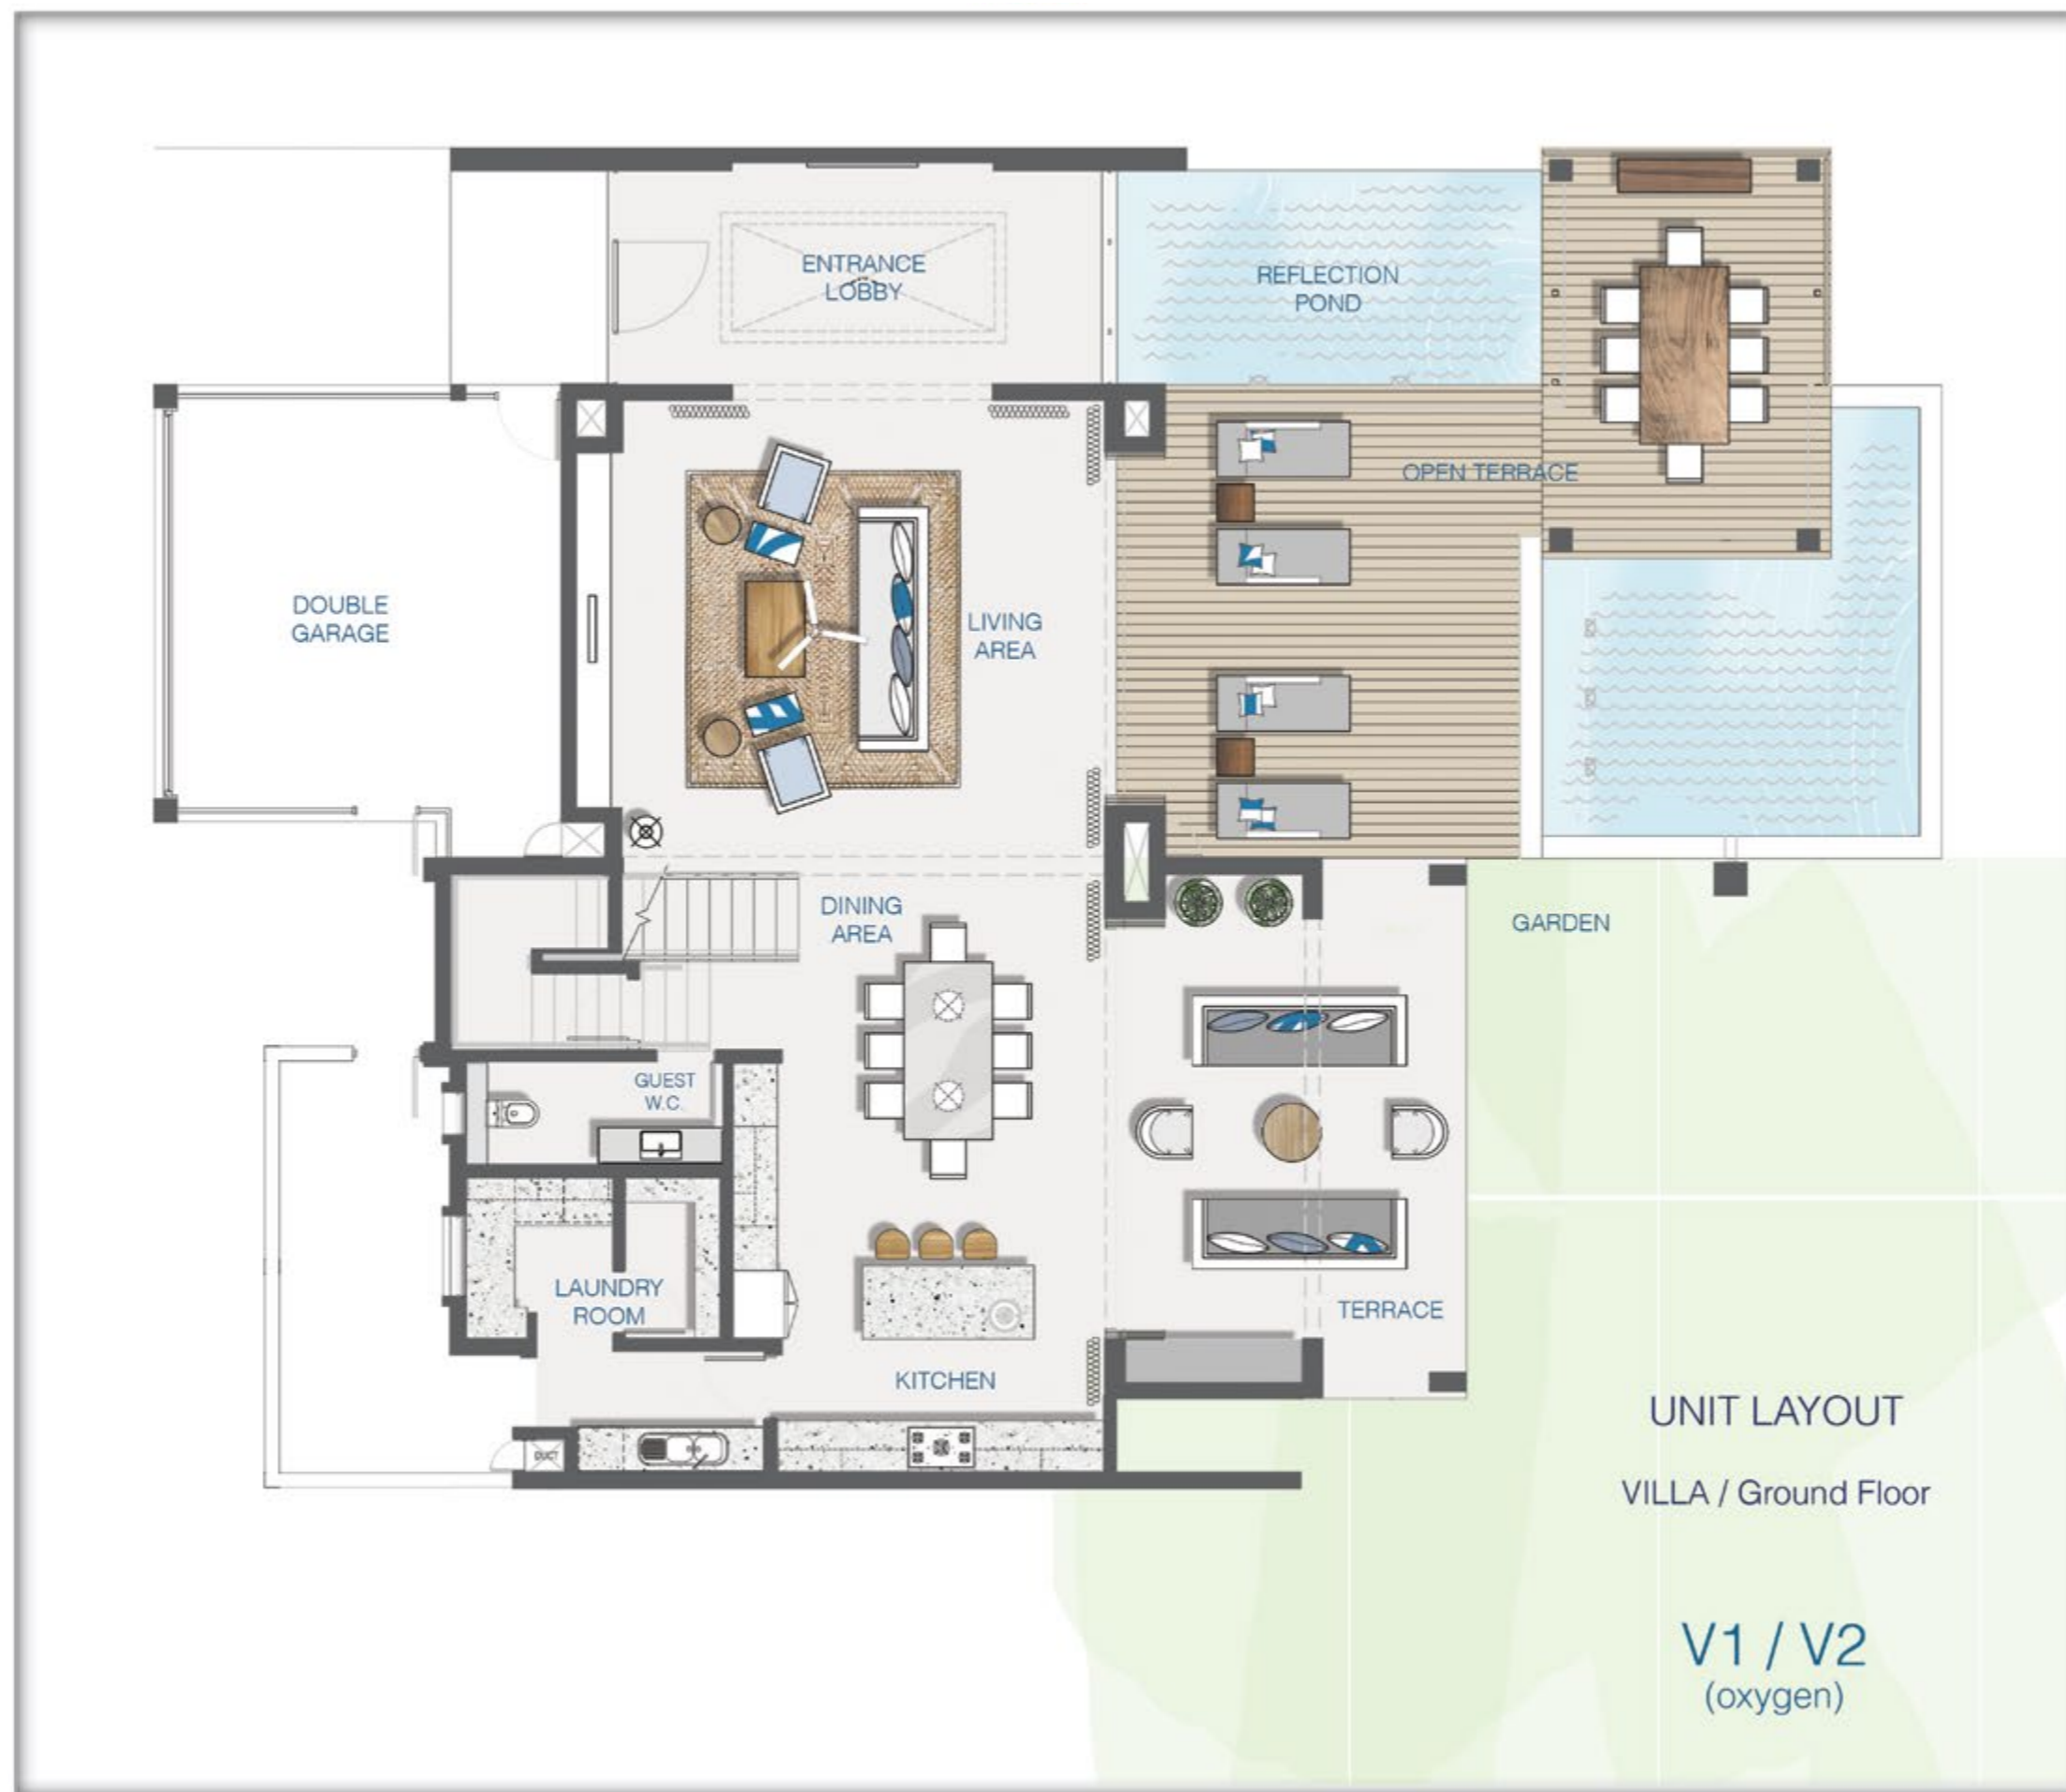 ENTRANCE
LOBBY
REFLECTION
POND
OPEN TERRACE
DOUBLE
GARAGE
LIVING
AREA
DINING
AREA
GARDEN
GUEST
W.C.
LAUNDRY
ROOM
TERRACE
KITCHEN
DUCT
UNIT LAYOUT
VILLA / Ground Floor
V1 / V2
(oxygen)